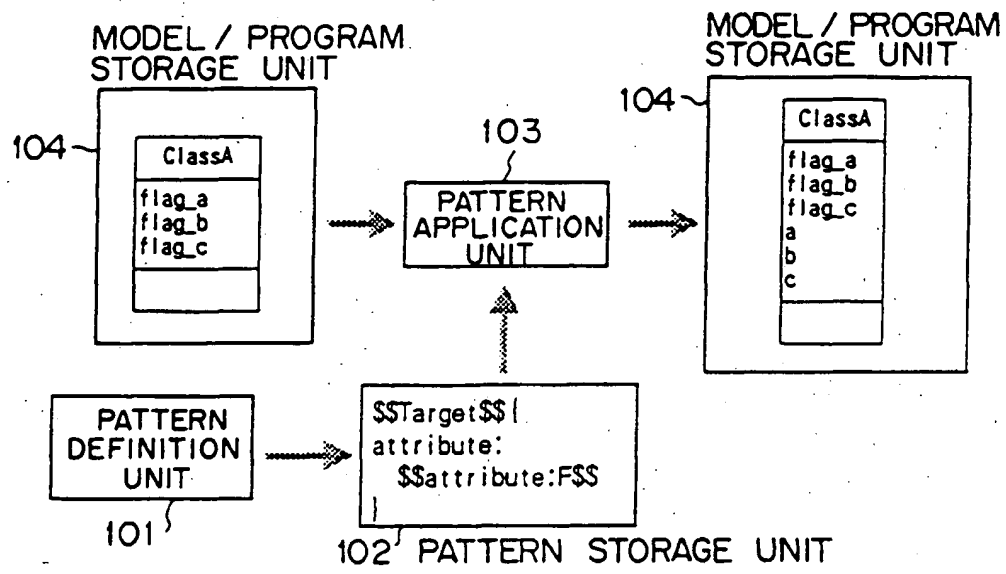 MODEL / PROGRAM
STORAGE UNIT
104
ClassA
flag_a
flag_b
flag_c
103
PATTERN
APPLICATION
UNIT
MODEL / PROGRAM
STORAGE UNIT
104
ClassA
flag_a
flag_b
flag_c
a
b
c
PATTERN
DEFINITION
UNIT
101
$$Target$${
attribute:
$$attribute:F$$
}
102 PATTERN STORAGE UNIT